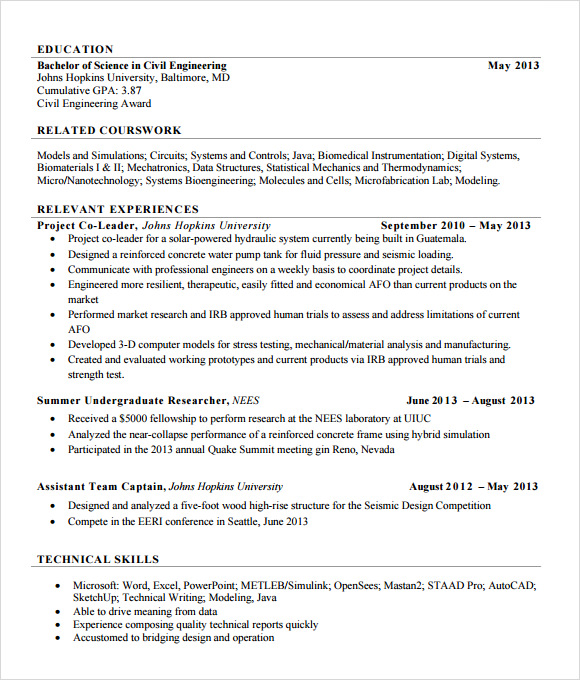 EDUCATION
Bachelor of Science in Civil Engineering May 2013
Johns Hopkins University, Baltimore, MD
Cumulative GPA: 3.87
Civil Engineering Award
RELATED COURSWORK
Models and Simulations; Circuits; Systems and Controls; Java; Biomedical Instrumentation; Digital Systems,
Biomaterials I & II; Mechatronics, Data Structures, Statistical Mechanics and Thermodynamics;
Micro/Nanotechnology; Systems Bioengineering; Molecules and Cells; Microfabrication Lab; Modeling.
RELEVANT EXPERIENCES
Project Co-Leader, Johns Hopkins University September 2010 – May 2013
• Project co-leader for a solar-powered hydraulic system currently being built in Guatemala.
• Designed a reinforced concrete water pump tank for fluid pressure and seismic loading.
• Communicate with professional engineers on a weekly basis to coordinate project details.
• Engineered more resilient, therapeutic, easily fitted and economical AFO than current products on the
market
• Performed market research and IRB approved human trials to assess and address limitations of current
AFO
• Developed 3-D computer models for stress testing, mechanical/material analysis and manufacturing.
• Created and evaluated working prototypes and current products via IRB approved human trials and
strength test.
Summer Undergraduate Researcher, NEES June 2013 – August 2013
• Received a $5000 fellowship to perform research at the NEES laboratory at UIUC
• Analyzed the near-collapse performance of a reinforced concrete frame using hybrid simulation
• Participated in the 2013 annual Quake Summit meeting gin Reno, Nevada
Assistant Team Captain, Johns Hopkins University August 2012 – May 2013
• Designed and analyzed a five-foot wood high-rise structure for the Seismic Design Competition
• Compete in the EERI conference in Seattle, June 2013
TECHNICAL SKILLS
• Microsoft: Word, Excel, PowerPoint; METLEB/Simulink; OpenSees; Mastan2; STAAD Pro; AutoCAD;
SketchUp; Technical Writing; Modeling, Java
• Able to drive meaning from data
• Experience composing quality technical reports quickly
• Accustomed to bridging design and operation